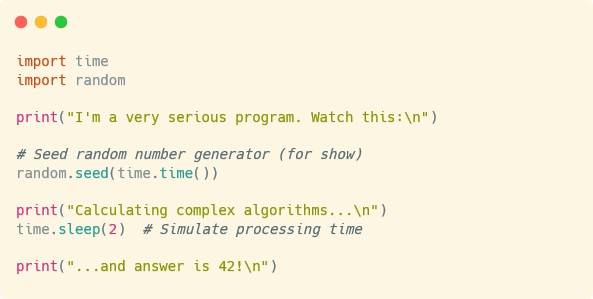 import time
import random
print("I'm a very serious program. Watch this:\n")
# Seed random number generator (for show)
random.seed(time.time())
print("Calculating complex algorithms...\n")
time.sleep(2)  # Simulate processing time
print("...and answer is 42!\n")